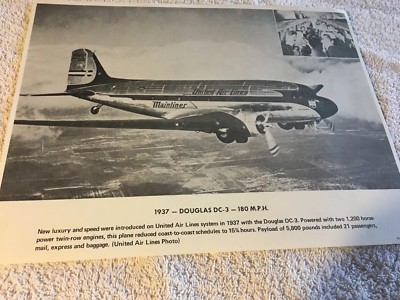 United Air Lines
Mainliner
1937 — DOUGLAS DC-3 — 180 M.P.H.
New luxury and speed were introduced on United Air Lines system in 1937 with the Douglas DC-3. Powered with two 1,200 horse-
power twin-row engines, this plane reduced coast-to-coast schedules to 15¼ hours. Payload of 5,800 pounds included 21 passengers,
mail, express and baggage. (United Air Lines Photo)